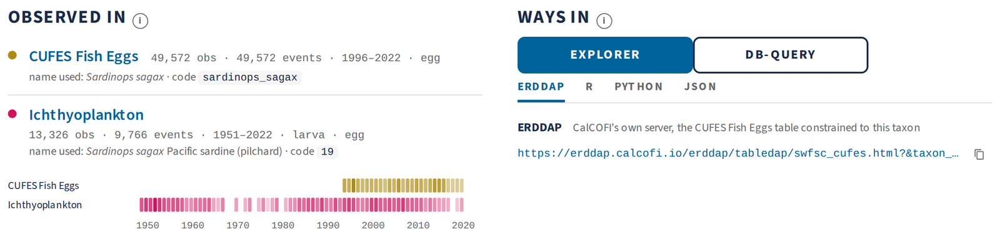 OBSERVED IN i
CUFES Fish Eggs 49,572 obs · 49,572 events · 1996–2022 · egg
name used: Sardinops sagax · code sardinops_sagax
Ichthyoplankton
13,326 obs · 9,766 events · 1951–2022 · larva · egg
name used: Sardinops sagax Pacific sardine (pilchard) · code 19
CUFES Fish Eggs
Ichthyoplankton
1950 1960 1970 1980 1990 2000 2010 2020
WAYS IN i
EXPLORER DB-QUERY
ERDDAP R PYTHON JSON
ERDDAP CalCOFI's own server, the CUFES Fish Eggs table constrained to this taxon
https://erddap.calcofi.io/erddap/tabledap/swfsc_cufes.html?&taxon_…